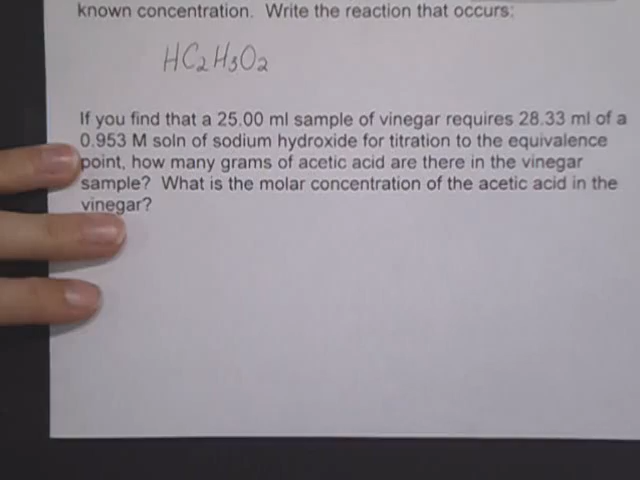 known concentration. Write the reaction that occurs:
HC₂H₃O₂
If you find that a 25.00 ml sample of vinegar requires 28.33 ml of a
0.953 M soln of sodium hydroxide for titration to the equivalence
point, how many grams of acetic acid are there in the vinegar
sample? What is the molar concentration of the acetic acid in the
vinegar?